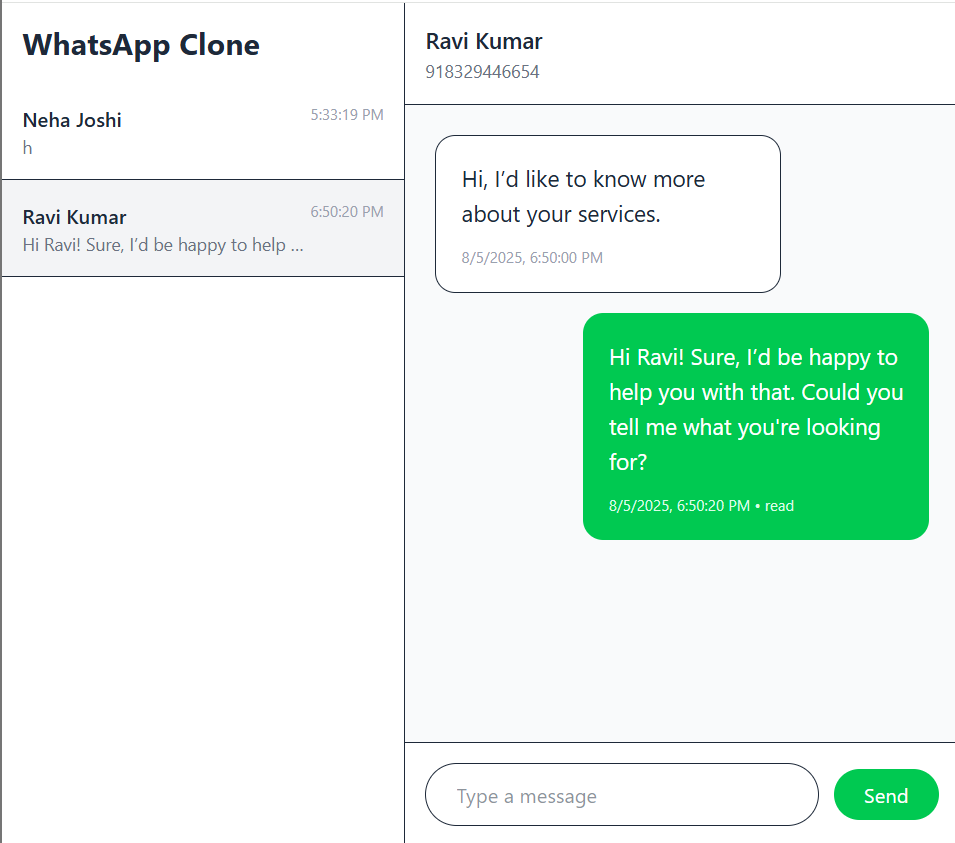 WhatsApp Clone
Neha Joshi
5:33:19 PM
h
Ravi Kumar
6:50:20 PM
Hi Ravi! Sure, I’d be happy to help ...
Ravi Kumar
918329446654
Hi, I’d like to know more
about your services.
8/5/2025, 6:50:00 PM
Hi Ravi! Sure, I’d be happy to
help you with that. Could you
tell me what you're looking
for?
8/5/2025, 6:50:20 PM • read
Type a message
Send